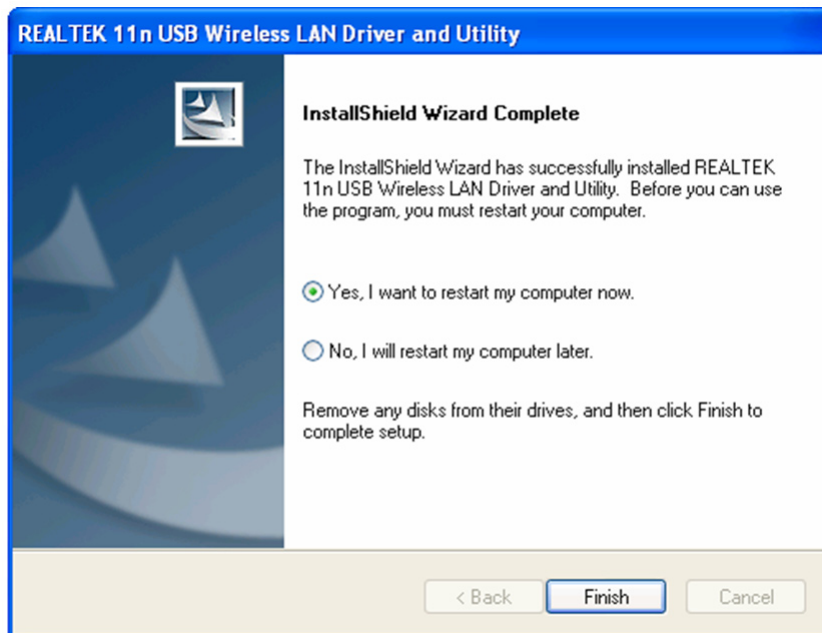 REALTEK 11n USB Wireless LAN Driver and Utility
InstallShield Wizard Complete
The InstallShield Wizard has successfully installed REALTEK
11n USB Wireless LAN Driver and Utility.  Before you can use
the program, you must restart your computer.
Yes, I want to restart my computer now.
No, I will restart my computer later.
Remove any disks from their drives, and then click Finish to
complete setup.
< Back
Finish
Cancel